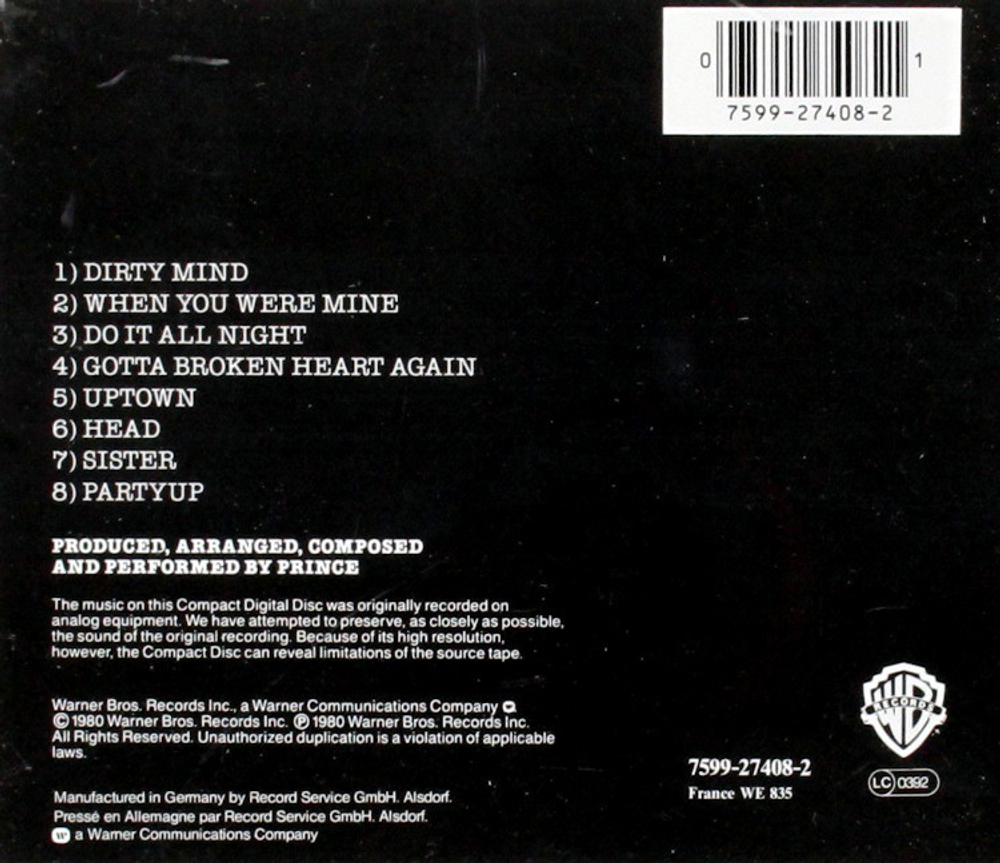 0 1
7599-27408-2
1) DIRTY MIND
2) WHEN YOU WERE MINE
3) DO IT ALL NIGHT
4) GOTTA BROKEN HEART AGAIN
5) UPTOWN
6) HEAD
7) SISTER
8) PARTYUP
PRODUCED, ARRANGED, COMPOSED
AND PERFORMED BY PRINCE
The music on this Compact Digital Disc was originally recorded on
analog equipment. We have attempted to preserve, as closely as possible,
the sound of the original recording. Because of its high resolution,
however, the Compact Disc can reveal limitations of the source tape.
Warner Bros. Records Inc., a Warner Communications Company
© 1980 Warner Bros. Records Inc. ℗ 1980 Warner Bros. Records Inc.
All Rights Reserved. Unauthorized duplication is a violation of applicable
laws.
Manufactured in Germany by Record Service GmbH. Alsdorf.
Pressé en Allemagne par Record Service GmbH. Alsdorf.
a Warner Communications Company
7599-27408-2
France WE 835
WB
RECORDS
LC 0392